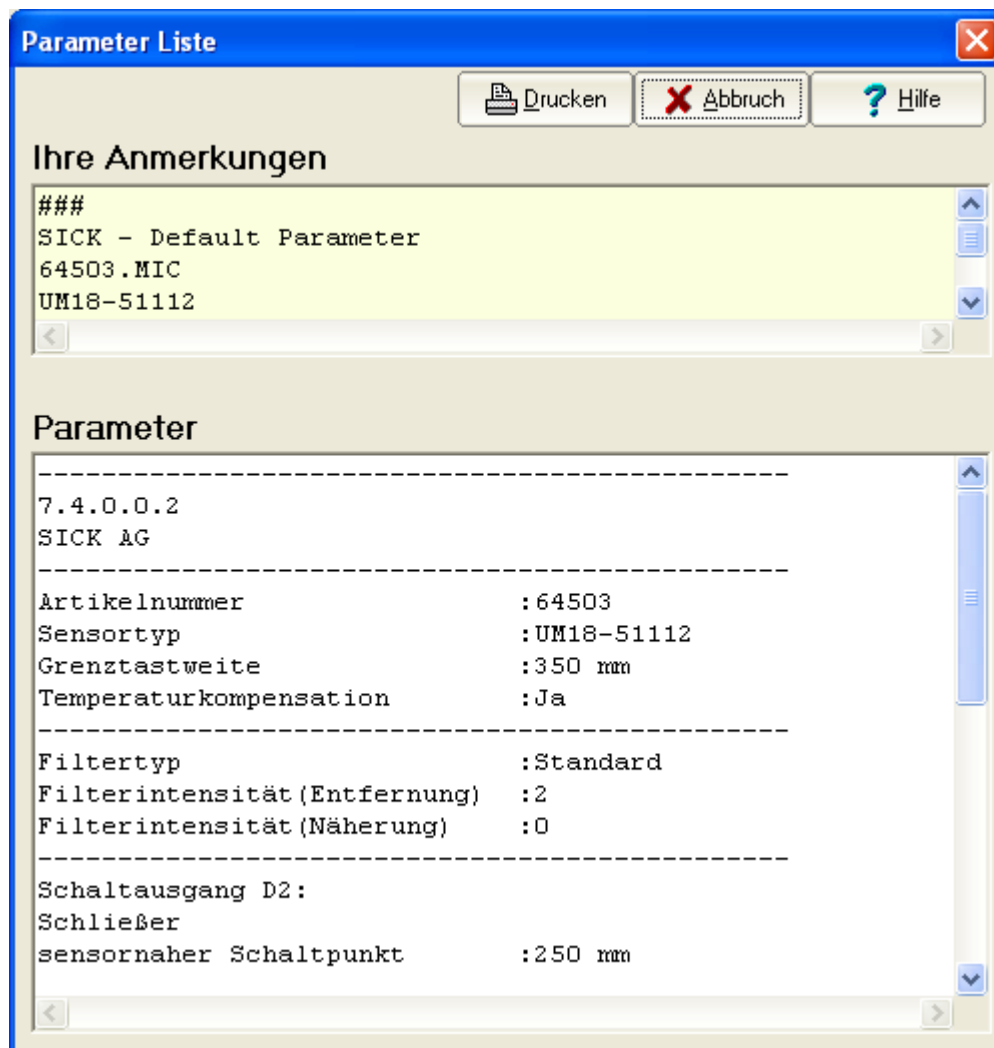 Parameter Liste
Drucken
Abbruch
Hilfe
Ihre Anmerkungen
###
SICK - Default Parameter
64503.MIC
UM18-51112
Parameter
-----------------------------------------------
7.4.0.0.2
SICK AG
-----------------------------------------------
Artikelnummer :64503
Sensortyp :UM18-51112
Grenztastweite :350 mm
Temperaturkompensation :Ja
-----------------------------------------------
Filtertyp :Standard
Filterintensität(Entfernung) :2
Filterintensität(Näherung) :0
-----------------------------------------------
Schaltausgang D2:
Schließer
sensornaher Schaltpunkt :250 mm